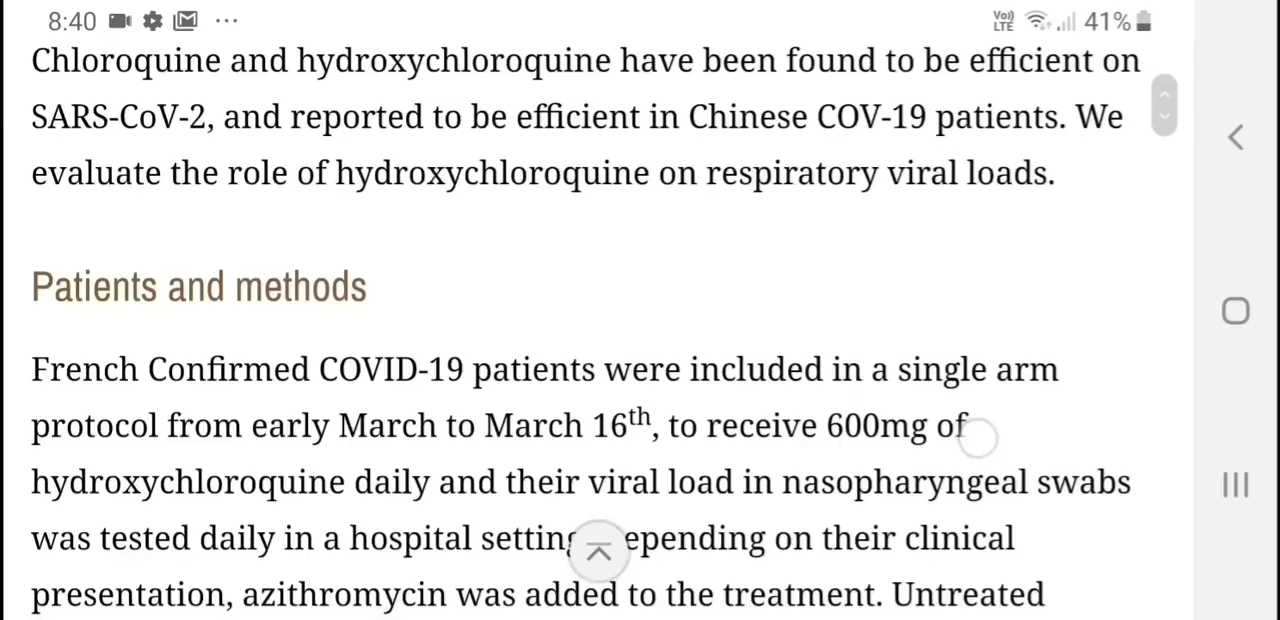 8:40 ... Vo) LTE 41%
Chloroquine and hydroxychloroquine have been found to be efficient on
SARS-CoV-2, and reported to be efficient in Chinese COV-19 patients. We
evaluate the role of hydroxychloroquine on respiratory viral loads.
Patients and methods
French Confirmed COVID-19 patients were included in a single arm
protocol from early March to March 16th, to receive 600mg of
hydroxychloroquine daily and their viral load in nasopharyngeal swabs
was tested daily in a hospital setting epending on their clinical
presentation, azithromycin was added to the treatment. Untreated